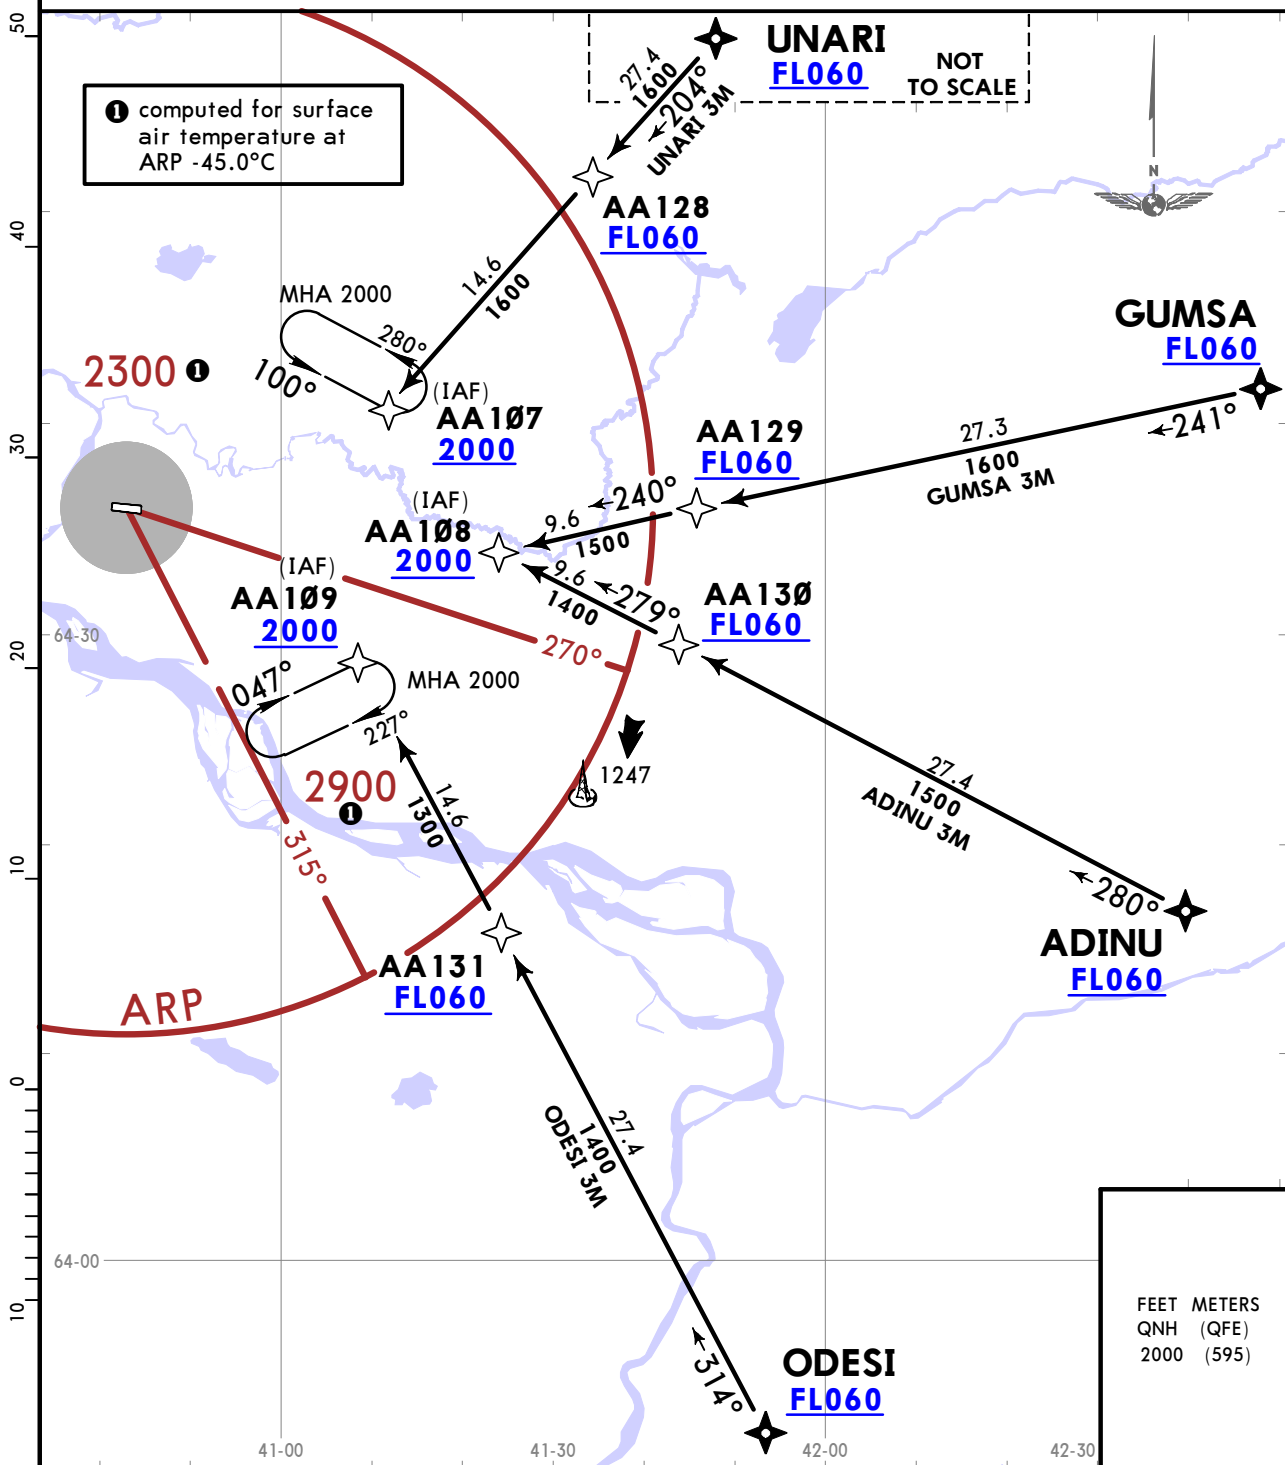 50
UNARI
FL060
NOT
TO SCALE
27.4
1600
204°
UNARI 3M
❶ computed for surface
air temperature at
ARP -45.0°C
N
AA128
FL060
40
14.6
1600
MHA 2000
280°
100°
GUMSA
FL060
2300 ❶
(IAF)
AA1Ø7
2000
241°
27.3
1600
GUMSA 3M
AA129
FL060
30
240°
9.6
1500
(IAF)
AA1Ø8
2000
9.6
279°
1400
AA13Ø
FL060
(IAF)
AA1Ø9
2000
64-30
270°
20
047°
MHA 2000
227°
1247
2900
❶
14.6
1300
27.4
1500
ADINU 3M
315°
10
280°
ADINU
FL060
AA131
FL060
ARP
0
27.4
1400
ODESI 3M
64-00
10
FEET METERS
QNH (QFE)
2000 (595)
314°
ODESI
FL060
41-00
41-30
42-00
42-30